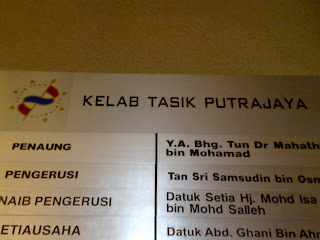 KELAB TASIK PUTRAJAYA
PENAUNG
Y.A. Bhg. Tun Dr Mahath
bin Mohamad
PENGERUSI
Tan Sri Samsudin bin Osm
NAIB PENGERUSI
Datuk Setia Hj. Mohd Isa
bin Mohd Salleh
ETIAUSAHA
Datuk Abd. Ghani Bin Ahm